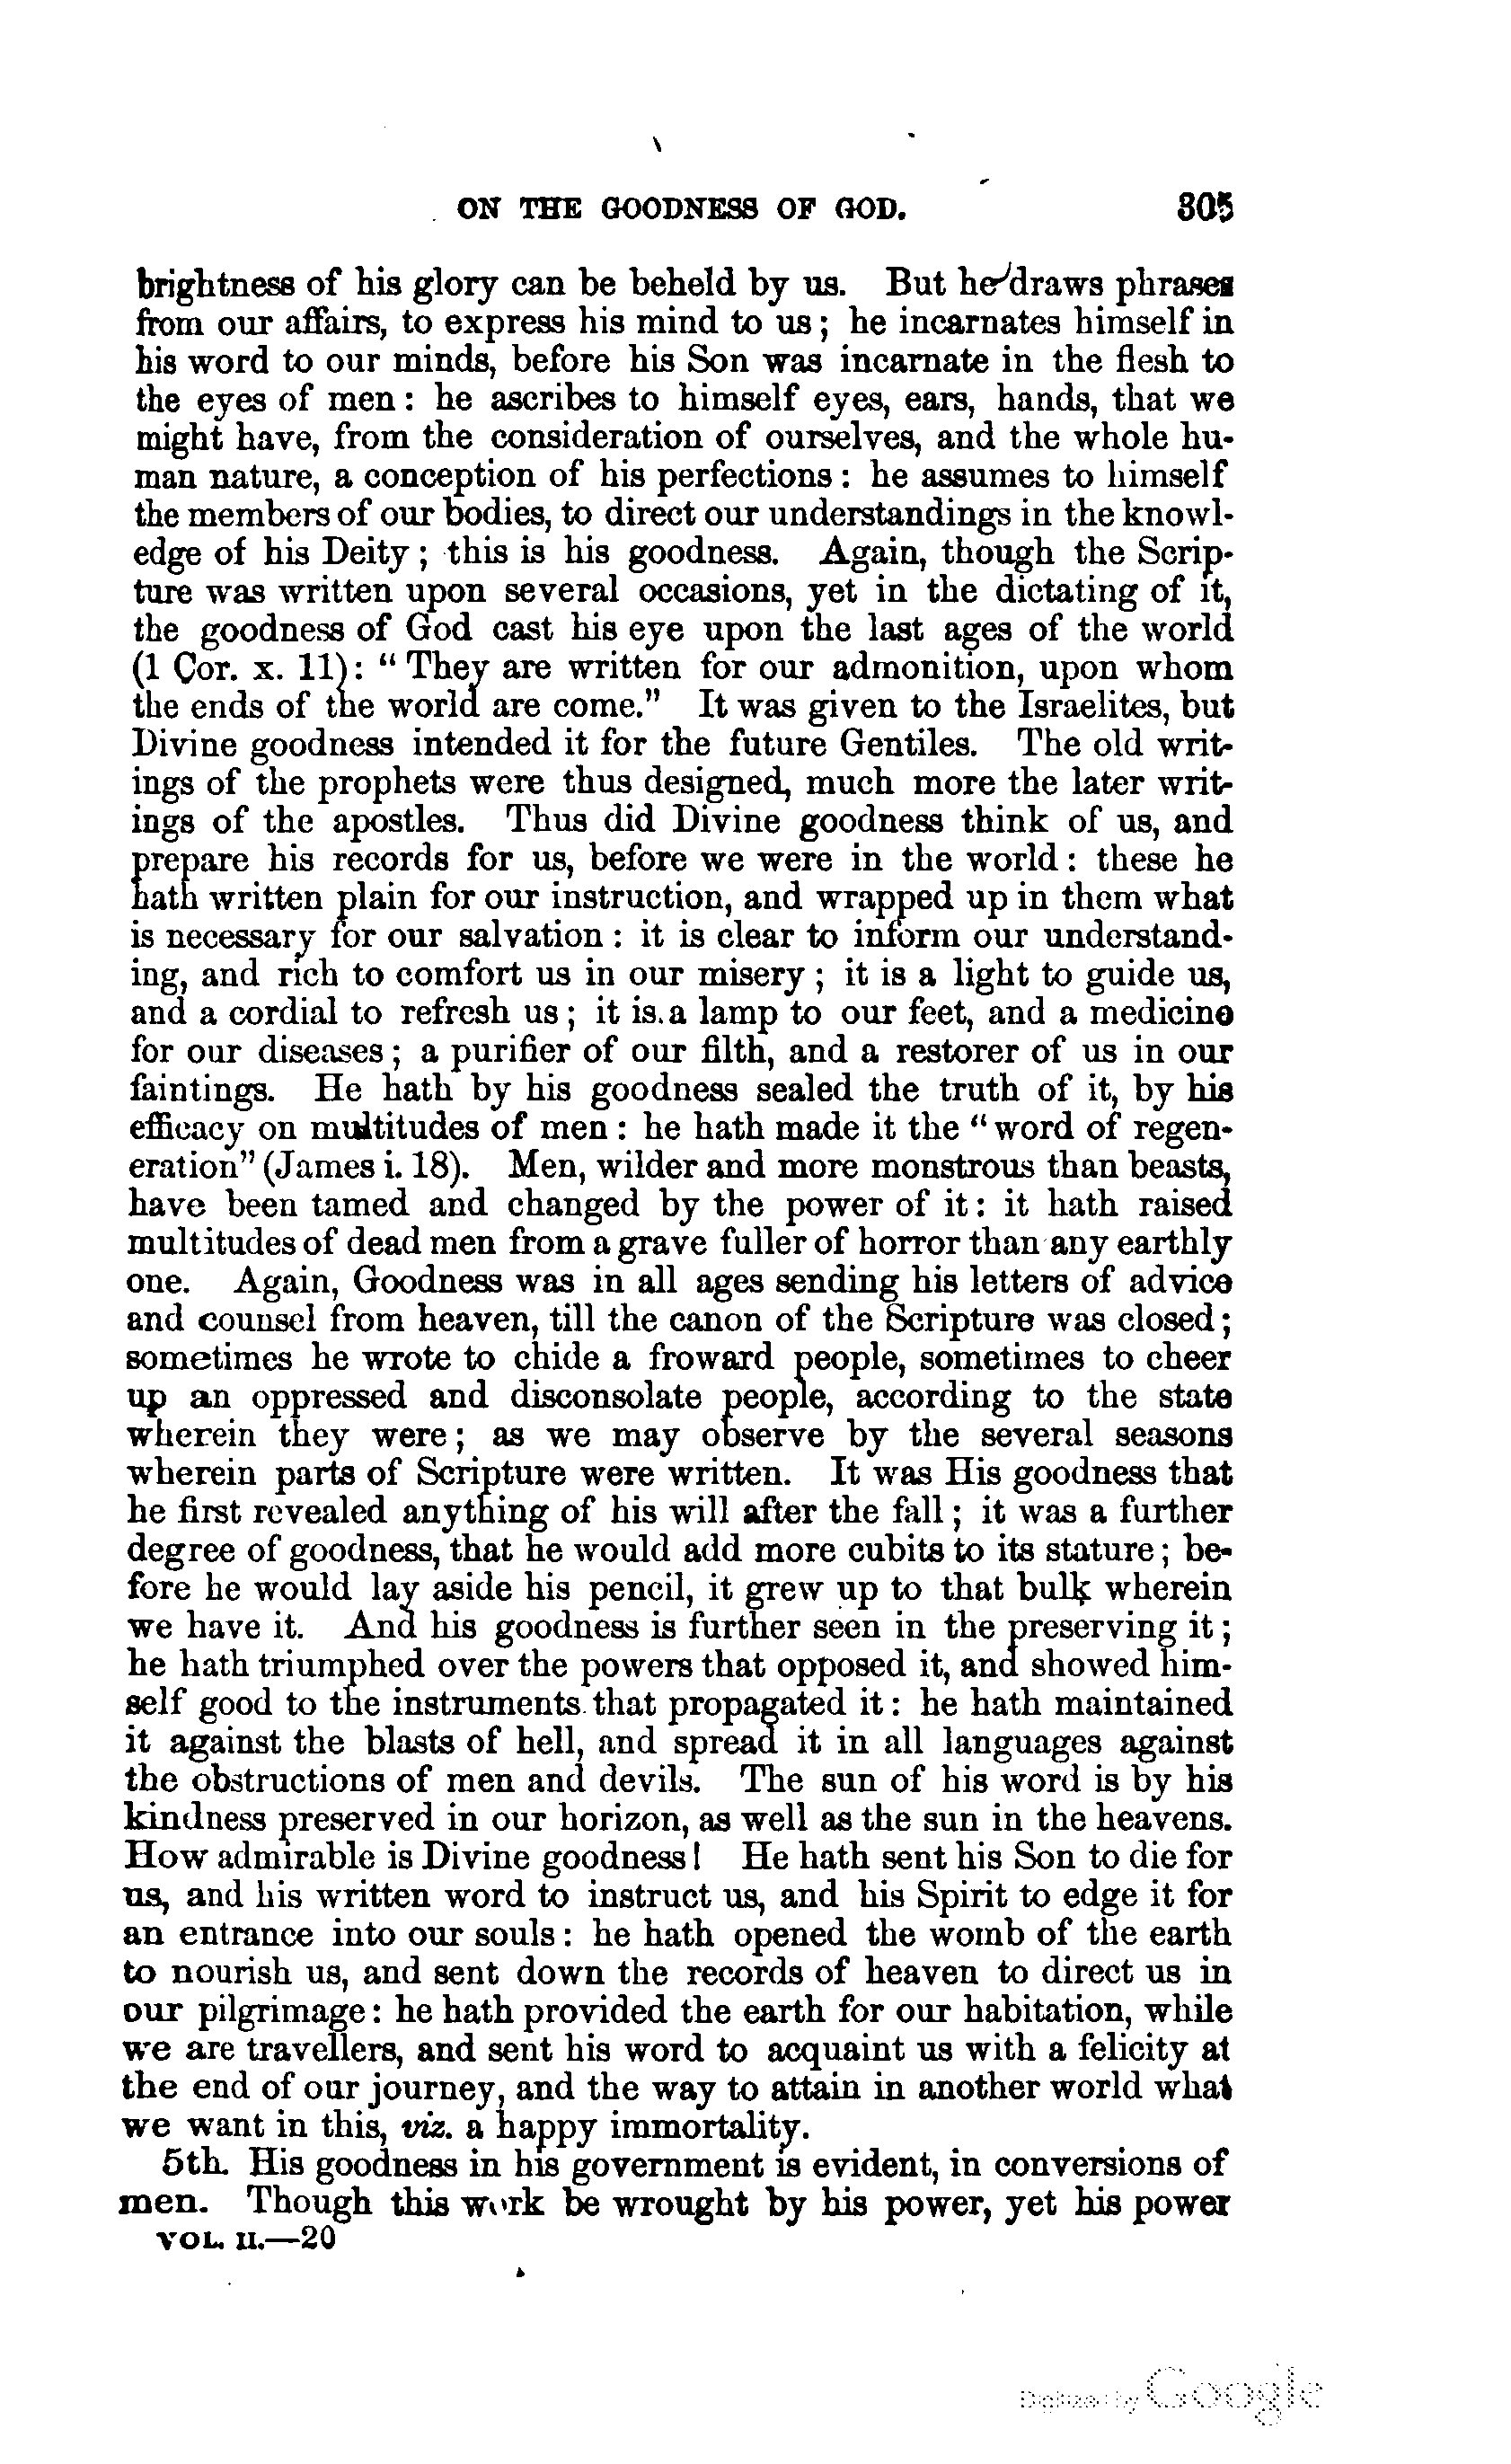 ON THE GOODNESS OF GOD. 305
brightness of his glory can be beheld by us. But he draws phrases
from our affairs, to express his mind to us; he incarnates himself in
his word to our minds, before his Son was incarnate in the flesh to
the eyes of men: he ascribes to himself eyes, ears, hands, that we
might have, from the consideration of ourselves, and the whole hu-
man nature, a conception of his perfections: he assumes to himself
the members of our bodies, to direct our understandings in the knowl-
edge of his Deity; this is his goodness. Again, though the Scrip-
ture was written upon several occasions, yet in the dictating of it,
the goodness of God cast his eye upon the last ages of the world
(1 Cor. x. 11): "They are written for our admonition, upon whom
the ends of the world are come." It was given to the Israelites, but
Divine goodness intended it for the future Gentiles. The old writ-
ings of the prophets were thus designed, much more the later writ-
ings of the apostles. Thus did Divine goodness think of us, and
prepare his records for us, before we were in the world: these he
hath written plain for our instruction, and wrapped up in them what
is necessary for our salvation: it is clear to inform our understand-
ing, and rich to comfort us in our misery; it is a light to guide us,
and a cordial to refresh us; it is a lamp to our feet, and a medicine
for our diseases; a purifier of our filth, and a restorer of us in our
faintings. He hath by his goodness sealed the truth of it, by his
efficacy on multitudes of men: he hath made it the "word of regen-
eration" (James i. 18). Men, wilder and more monstrous than beasts,
have been tamed and changed by the power of it: it hath raised
multitudes of dead men from a grave fuller of horror than any earthly
one. Again, Goodness was in all ages sending his letters of advice
and counsel from heaven, till the canon of the Scripture was closed;
sometimes he wrote to chide a froward people, sometimes to cheer
up an oppressed and disconsolate people, according to the state
wherein they were; as we may observe by the several seasons
wherein parts of Scripture were written. It was His goodness that
he first revealed anything of his will after the fall; it was a further
degree of goodness, that he would add more cubits to its stature; be-
fore he would lay aside his pencil, it grew up to that bulk wherein
we have it. And his goodness is further seen in the preserving it;
he hath triumphed over the powers that opposed it, and showed him-
self good to the instruments that propagated it: he hath maintained
it against the blasts of hell, and spread it in all languages against
the obstructions of men and devils. The sun of his word is by his
kindness preserved in our horizon, as well as the sun in the heavens.
How admirable is Divine goodness! He hath sent his Son to die for
us, and his written word to instruct us, and his Spirit to edge it for
an entrance into our souls: he hath opened the womb of the earth
to nourish us, and sent down the records of heaven to direct us in
our pilgrimage: he hath provided the earth for our habitation, while
we are travellers, and sent his word to acquaint us with a felicity at
the end of our journey, and the way to attain in another world what
we want in this, viz. a happy immortality.
5th. His goodness in his government is evident, in conversions of
men. Though this work be wrought by his power, yet his power
VOL. II.—20
Digitized by Google